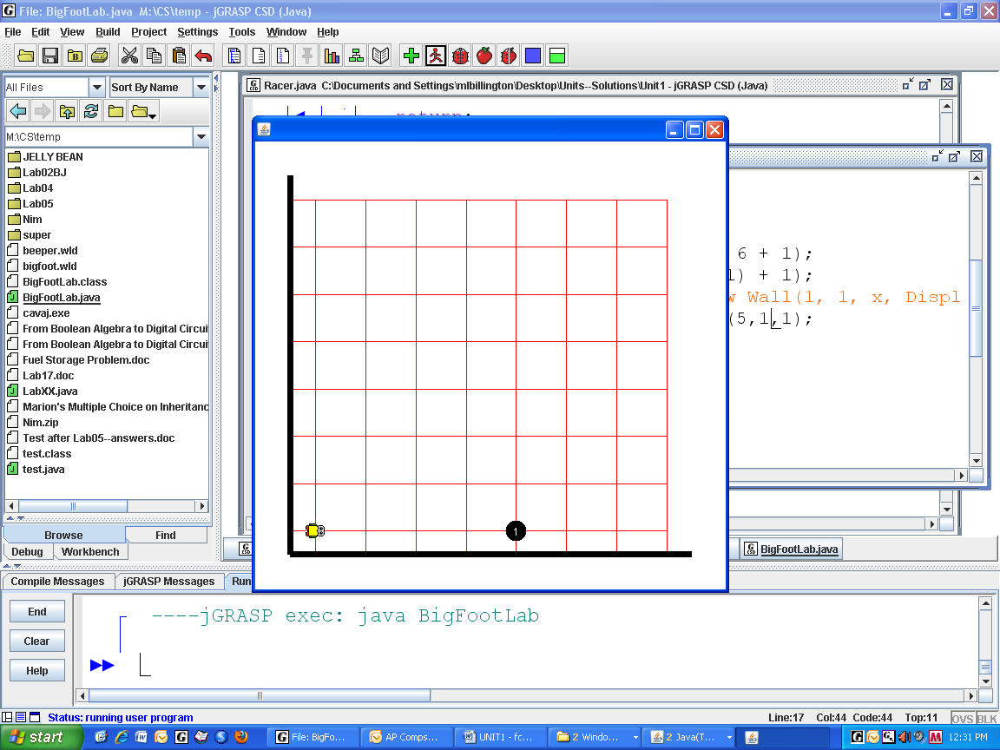 File: BigFootLab.java  M:\CS\temp - jGRASP CSD (Java)
File Edit View Build Project Settings Tools Window Help
All Files
Sort By Name
M:\CS\temp
JELLY BEAN
Lab02BJ
Lab04
Lab05
Nim
super
beeper.wld
bigfoot.wld
BigFootLab.class
BigFootLab.java
cavaj.exe
From Boolean Algebra to Digital Circui
From Boolean Algebra to Digital Circui
Fuel Storage Problem.doc
Lab17.doc
LabXX.java
Marion's Multiple Choice on Inheritanc
Nim.zip
Test after Lab05--answers.doc
test.class
test.java
Browse
Find
Debug
Workbench
Racer.java  C:\Documents and Settings\mlbillington\Desktop\Units--Solutions\Unit1 - jGRASP CSD (Java)
return;
6 + 1);
1) + 1);
w Wall(1, 1, x, Displ
(5,1,1);
1
BigFootLab.java
Compile Messages
jGRASP Messages
Run
End
Clear
Help
----jGRASP exec: java BigFootLab
Status: running user program
Line:17 Col:44 Code:44 Top:11
OVS BLK
start
File: BigFo...
AP Comps...
UNIT1 - fc...
2 Windo...
2 Java(T...
12:31 PM